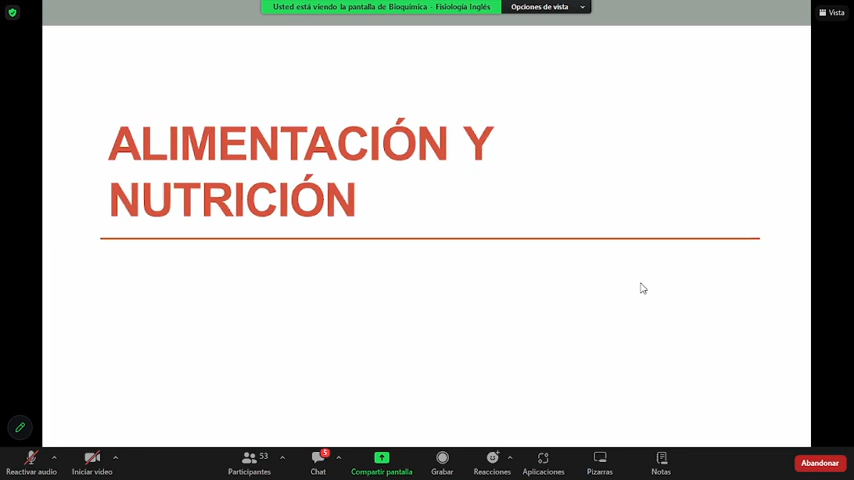 Usted está viendo la pantalla de Bioquímica - Fisiología Inglés
Opciones de vista
Vista
ALIMENTACIÓN Y
NUTRICIÓN
53
5
Reactivar audio
Iniciar video
Participantes
Chat
Compartir pantalla
Grabar
Reacciones
Aplicaciones
Pizarras
Notas
Abandonar